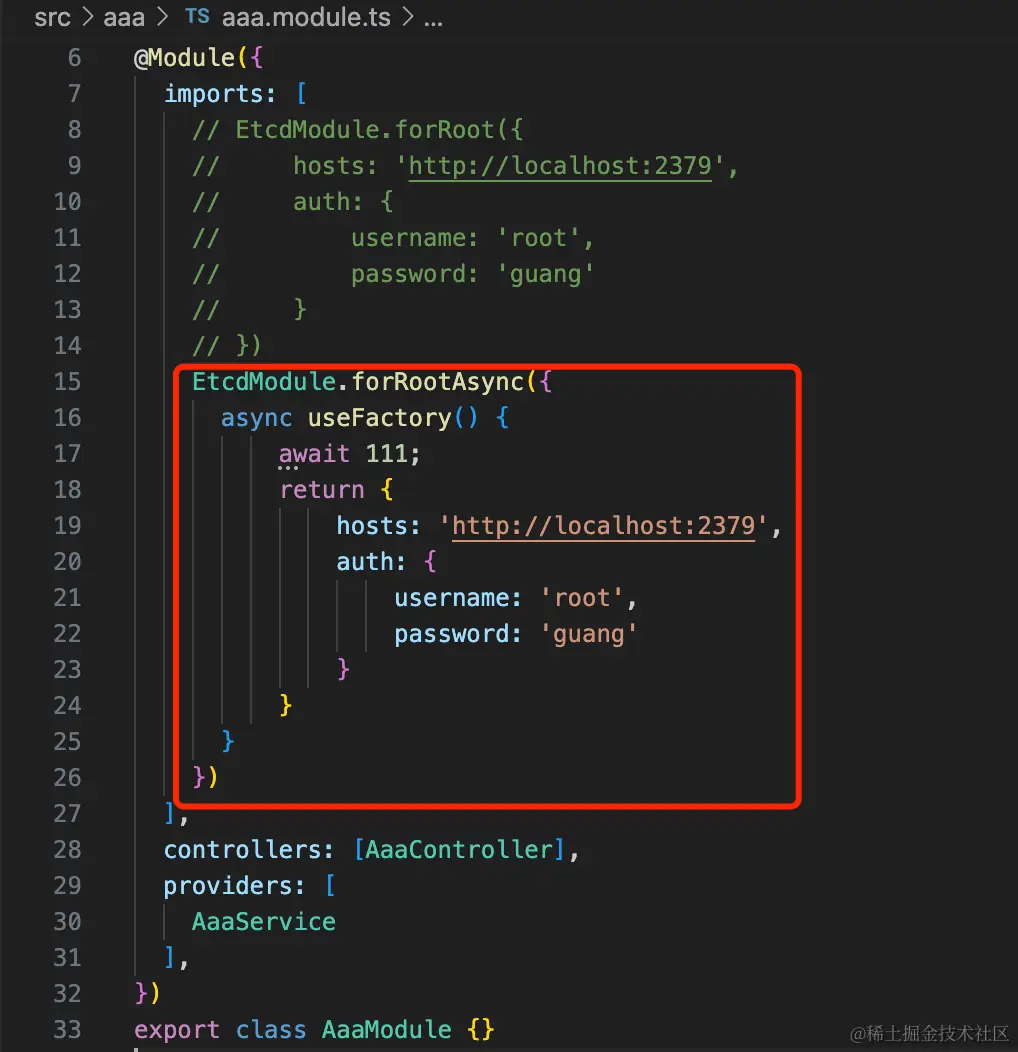 src > aaa > TS aaa.module.ts > ...
6 @Module({
7 imports: [
8 // EtcdModule.forRoot({
9 //     hosts: 'http://localhost:2379',
10 //     auth: {
11 //         username: 'root',
12 //         password: 'guang'
13 //     }
14 // })
15 EtcdModule.forRootAsync({
16 async useFactory() {
17 await 111;
18 return {
19 hosts: 'http://localhost:2379',
20 auth: {
21 username: 'root',
22 password: 'guang'
23 }
24 }
25 }
26 })
27 ],
28 controllers: [AaaController],
29 providers: [
30 AaaService
31 ],
32 })
33 export class AaaModule {}
@稀土掘金技术社区